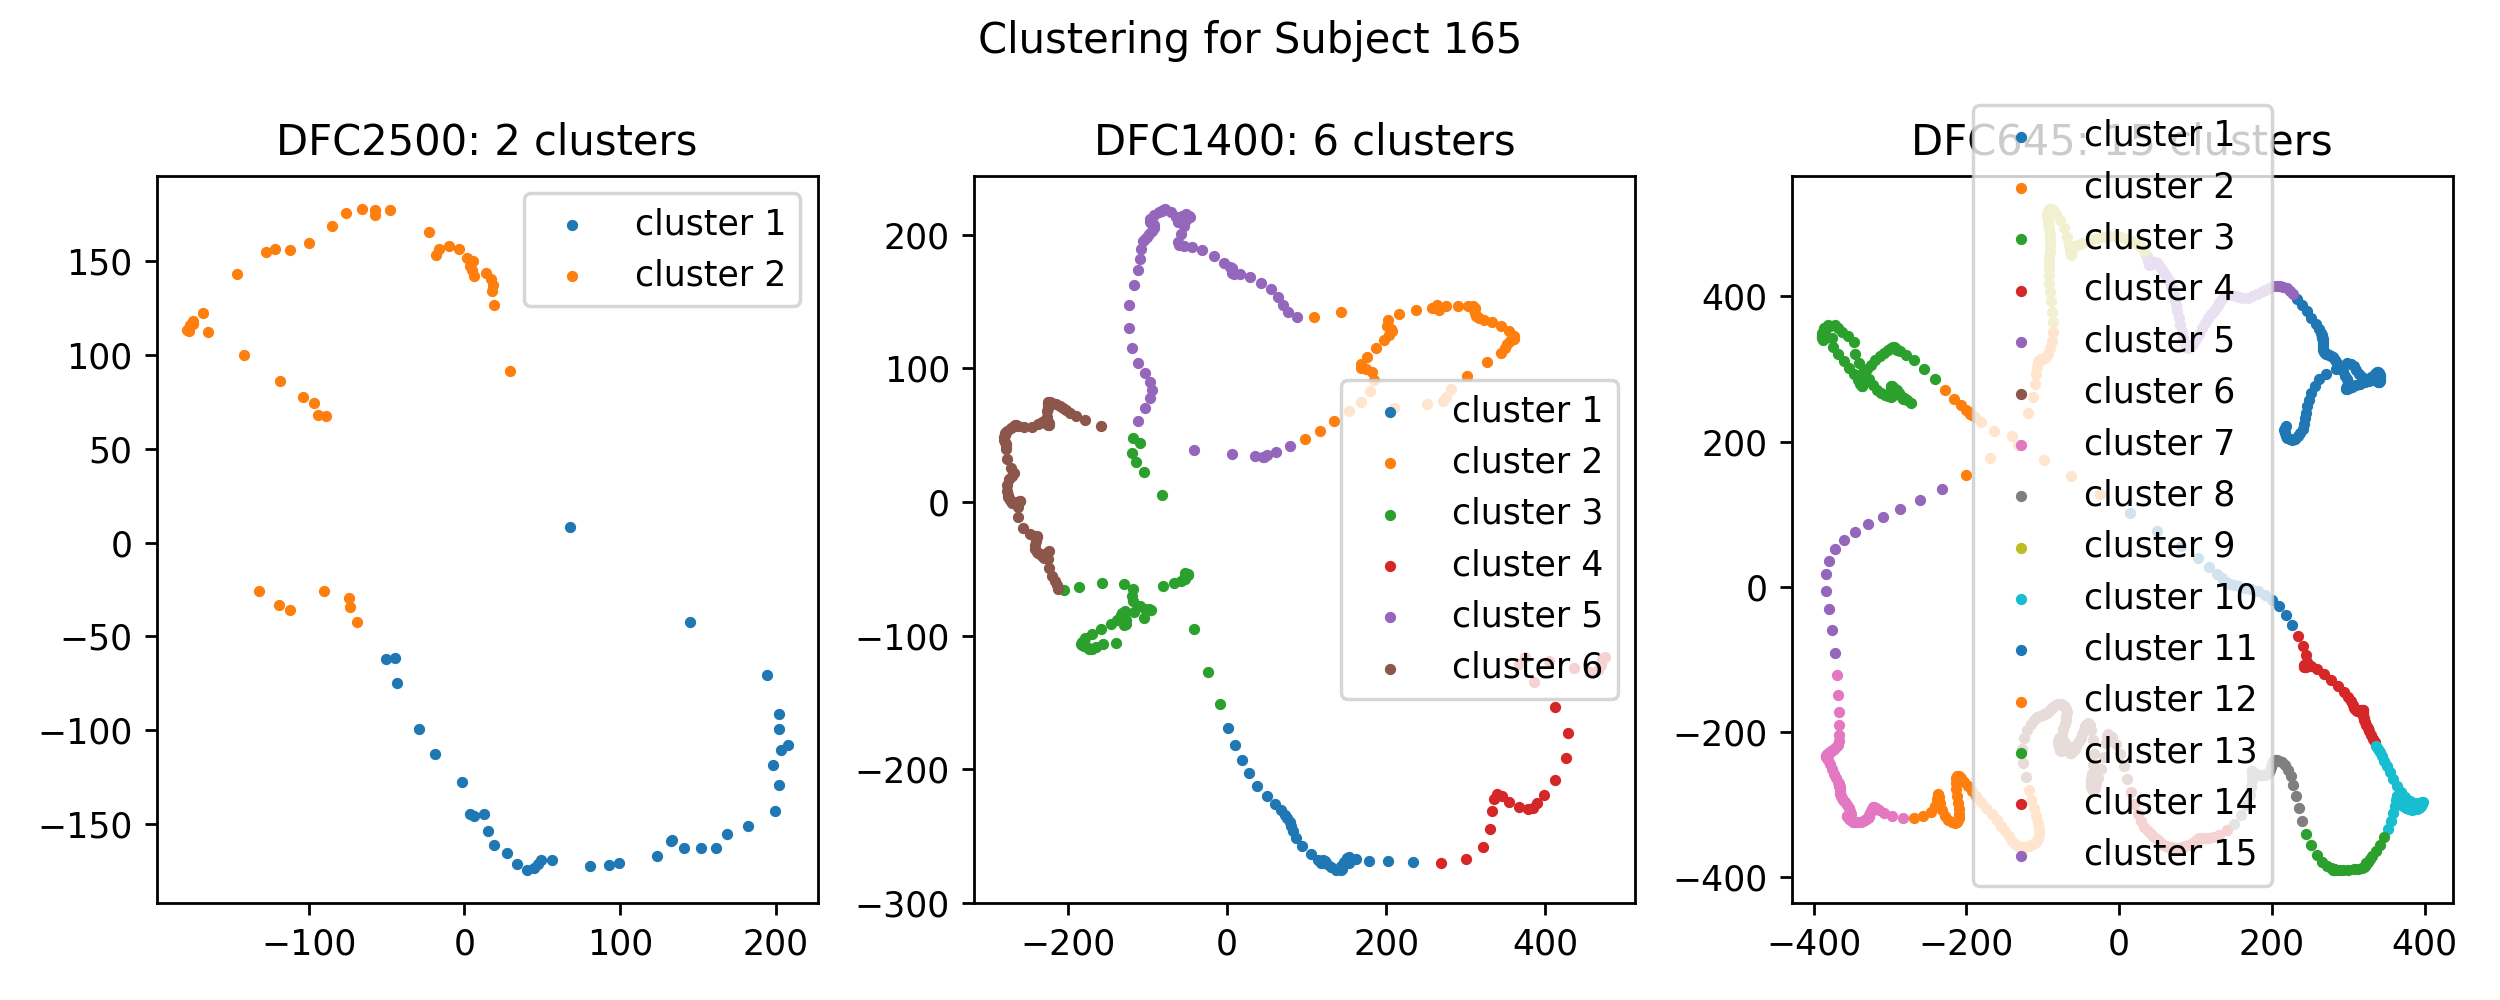 Clustering for Subject 165
DFC2500: 2 clusters
150
100
50
0
−50
−100
−150
−100
0
100
200
cluster 1
cluster 2
DFC1400: 6 clusters
200
100
0
−100
−200
−300
−200
0
200
400
cluster 1
cluster 2
cluster 3
cluster 4
cluster 5
cluster 6
DFC645: 15 clusters
400
200
0
−200
−400
−400
−200
0
200
400
cluster 1
cluster 2
cluster 3
cluster 4
cluster 5
cluster 6
cluster 7
cluster 8
cluster 9
cluster 10
cluster 11
cluster 12
cluster 13
cluster 14
cluster 15